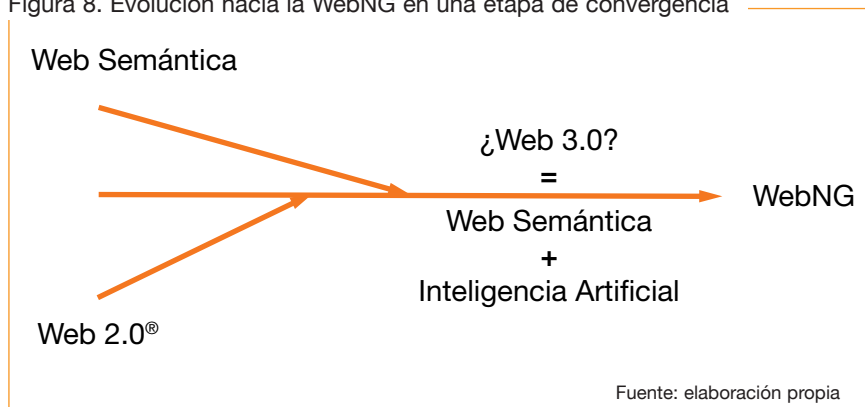 Figura 8. Evolución hacia la WebNG en una etapa de convergencia
Web Semántica
¿Web 3.0?
=
WebNG
Web Semántica
+
Inteligencia Artificial
Web 2.0®
Fuente: elaboración propia